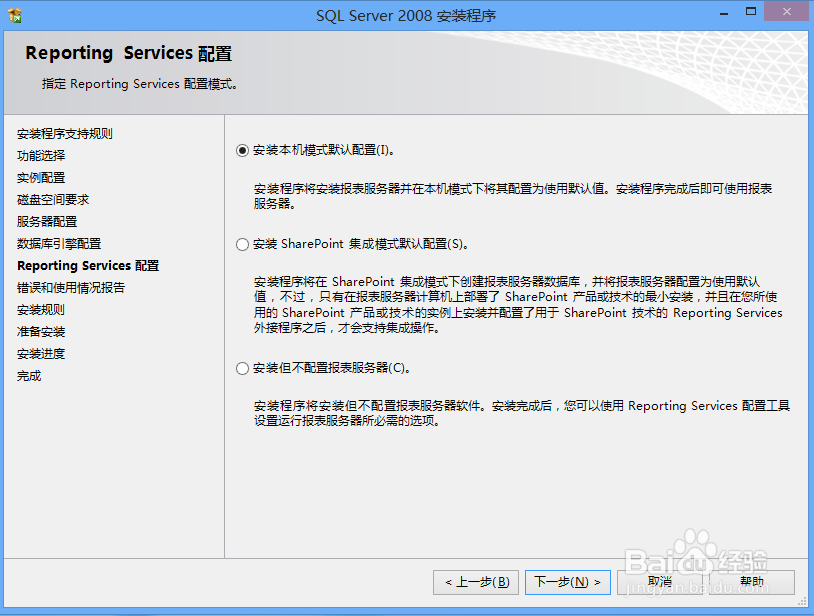 SQL Server 2008 安装程序
Reporting Services 配置
指定 Reporting Services 配置模式。
安装程序支持规则
功能选择
实例配置
磁盘空间要求
服务器配置
数据库引擎配置
Reporting Services 配置
错误和使用情况报告
安装规则
准备安装
安装进度
完成
安装本机模式默认配置(I)。
安装程序将安装报表服务器并在本机模式下将其配置为使用默认值。安装程序完成后即可使用报表
服务器。
安装 SharePoint 集成模式默认配置(S)。
安装程序将在 SharePoint 集成模式下创建报表服务器数据库，并将报表服务器配置为使用默认
值，不过，只有在报表服务器计算机上部署了 SharePoint 产品或技术的最小安装，并且在您所使
用的 SharePoint 产品或技术的实例上安装并配置了用于 SharePoint 技术的 Reporting Services
外接程序之后，才会支持集成操作。
安装但不配置报表服务器(C)。
安装程序将安装但不配置报表服务器软件。安装完成后，您可以使用 Reporting Services 配置工具
设置运行报表服务器所必需的选项。
< 上一步(B)
下一步(N) >
取消
帮助
Baidu 经验
jingyan.baidu.com